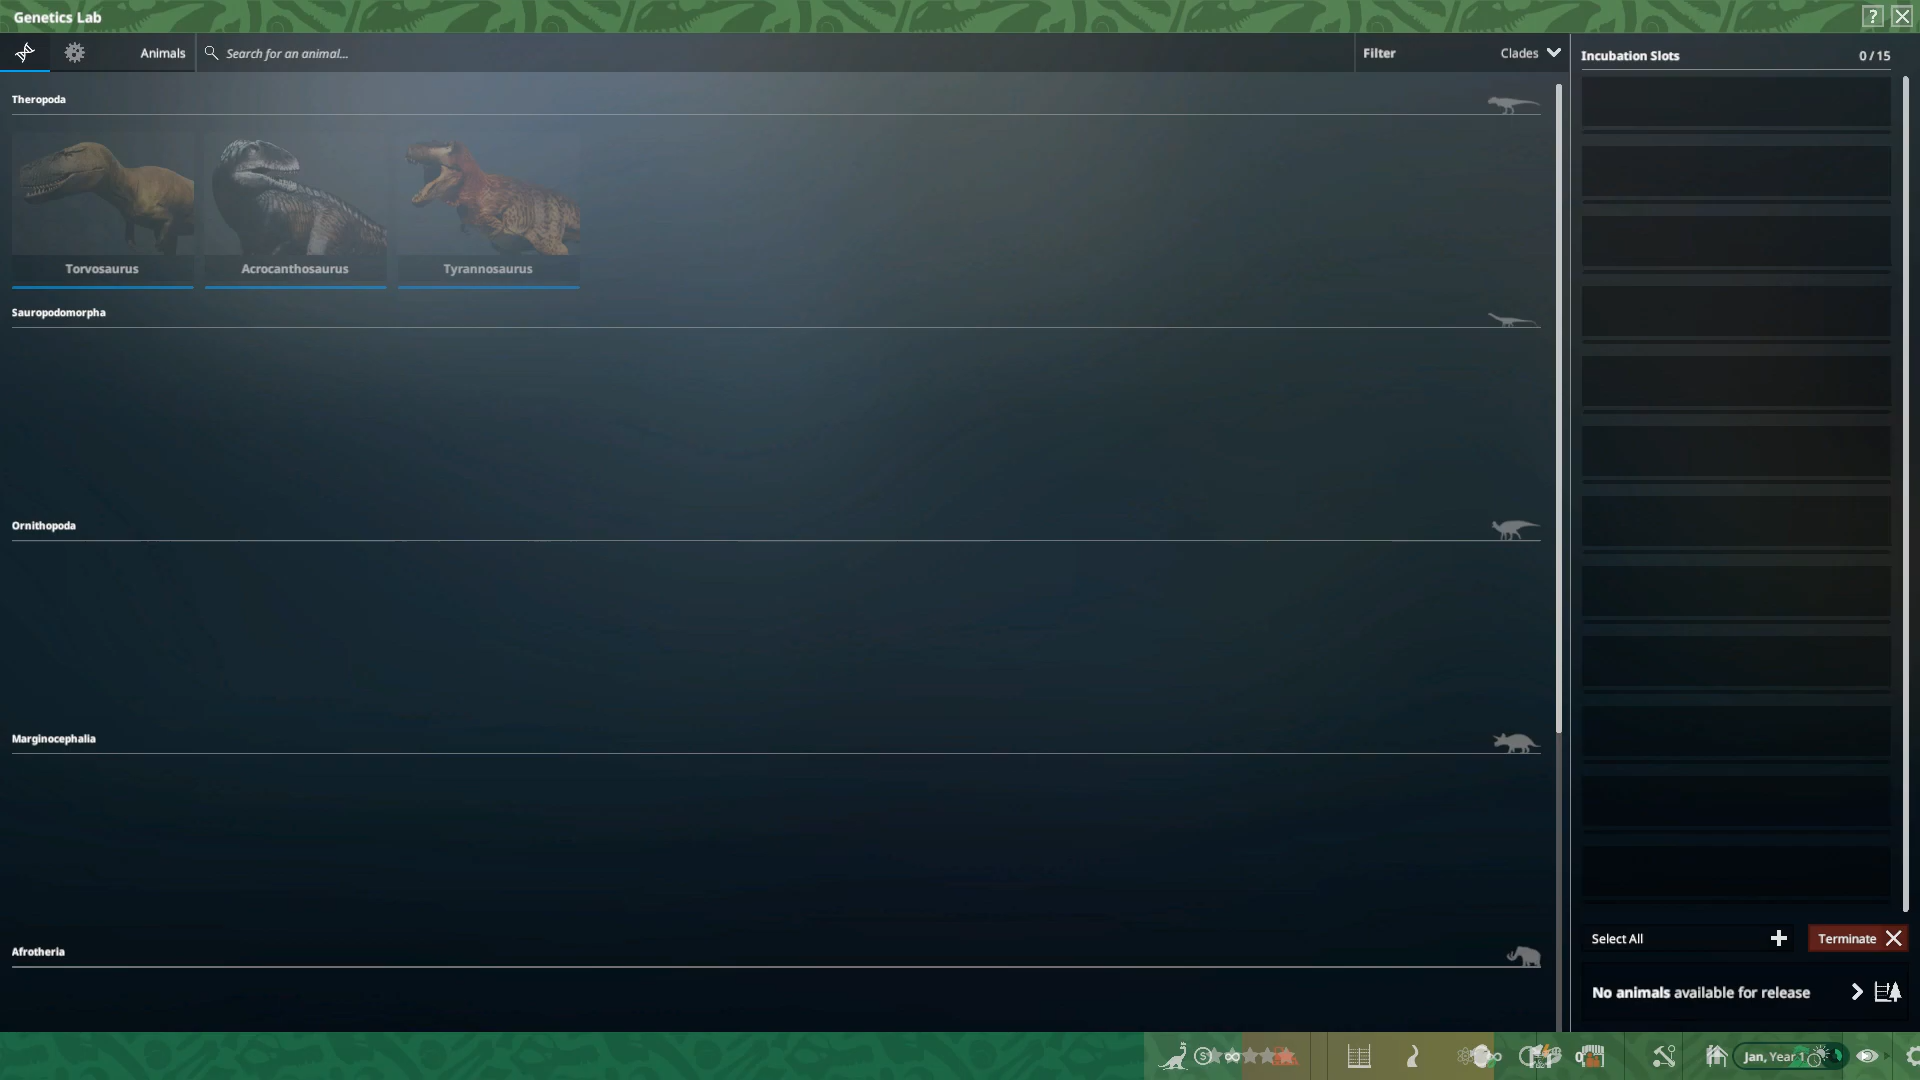 Genetics Lab
?
Animals
Search for an animal...
Filter
Clades
Incubation Slots
0 / 15
Theropoda
Torvosaurus
Acrocanthosaurus
Tyrannosaurus
Sauropodomorpha
Ornithopoda
Marginocephalia
Afrotheria
Select All
Terminate
No animals available for release
Jan, Year 1